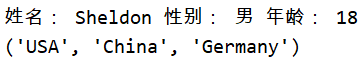 姓名： Sheldon 性别： 男 年龄： 18
('USA', 'China', 'Germany')